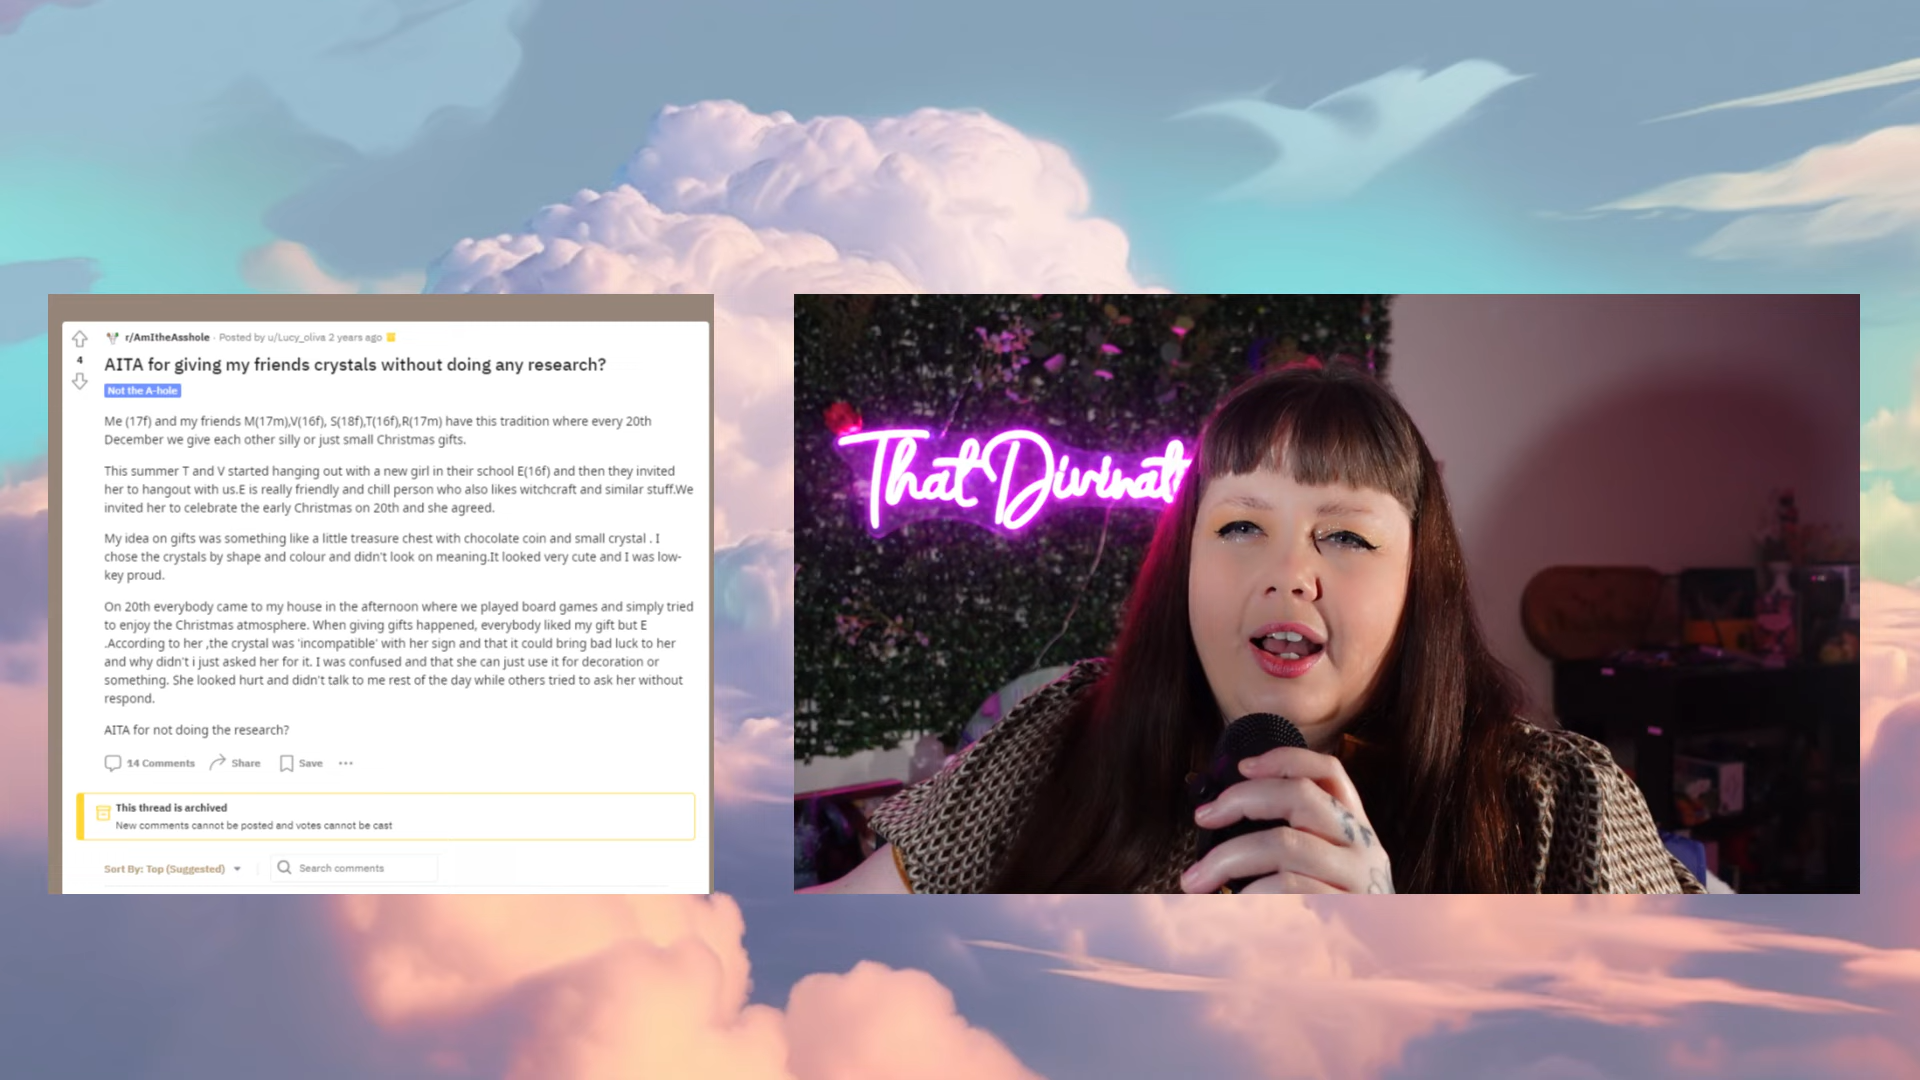 r/AmItheAsshole · Posted by u/Lucy_oliva 2 years ago
4
AITA for giving my friends crystals without doing any research?
Not the A-hole
Me (17f) and my friends M(17m),V(16f), S(18f),T(16f),R(17m) have this tradition where every 20th
December we give each other silly or just small Christmas gifts.
This summer T and V started hanging out with a new girl in their school E(16f) and then they invited
her to hangout with us.E is really friendly and chill person who also likes witchcraft and similar stuff.We
invited her to celebrate the early Christmas on 20th and she agreed.
My idea on gifts was something like a little treasure chest with chocolate coin and small crystal . I
chose the crystals by shape and colour and didn't look on meaning.It looked very cute and I was low-
key proud.
On 20th everybody came to my house in the afternoon where we played board games and simply tried
to enjoy the Christmas atmosphere. When giving gifts happened, everybody liked my gift but E
.According to her ,the crystal was 'incompatible' with her sign and that it could bring bad luck to her
and why didn't i just asked her for it. I was confused and that she can just use it for decoration or
something. She looked hurt and didn't talk to me rest of the day while others tried to ask her without
respond.
AITA for not doing the research?
14 Comments Share Save ···
This thread is archived
New comments cannot be posted and votes cannot be cast
Sort By: Top (Suggested)
Search comments
That Divinat